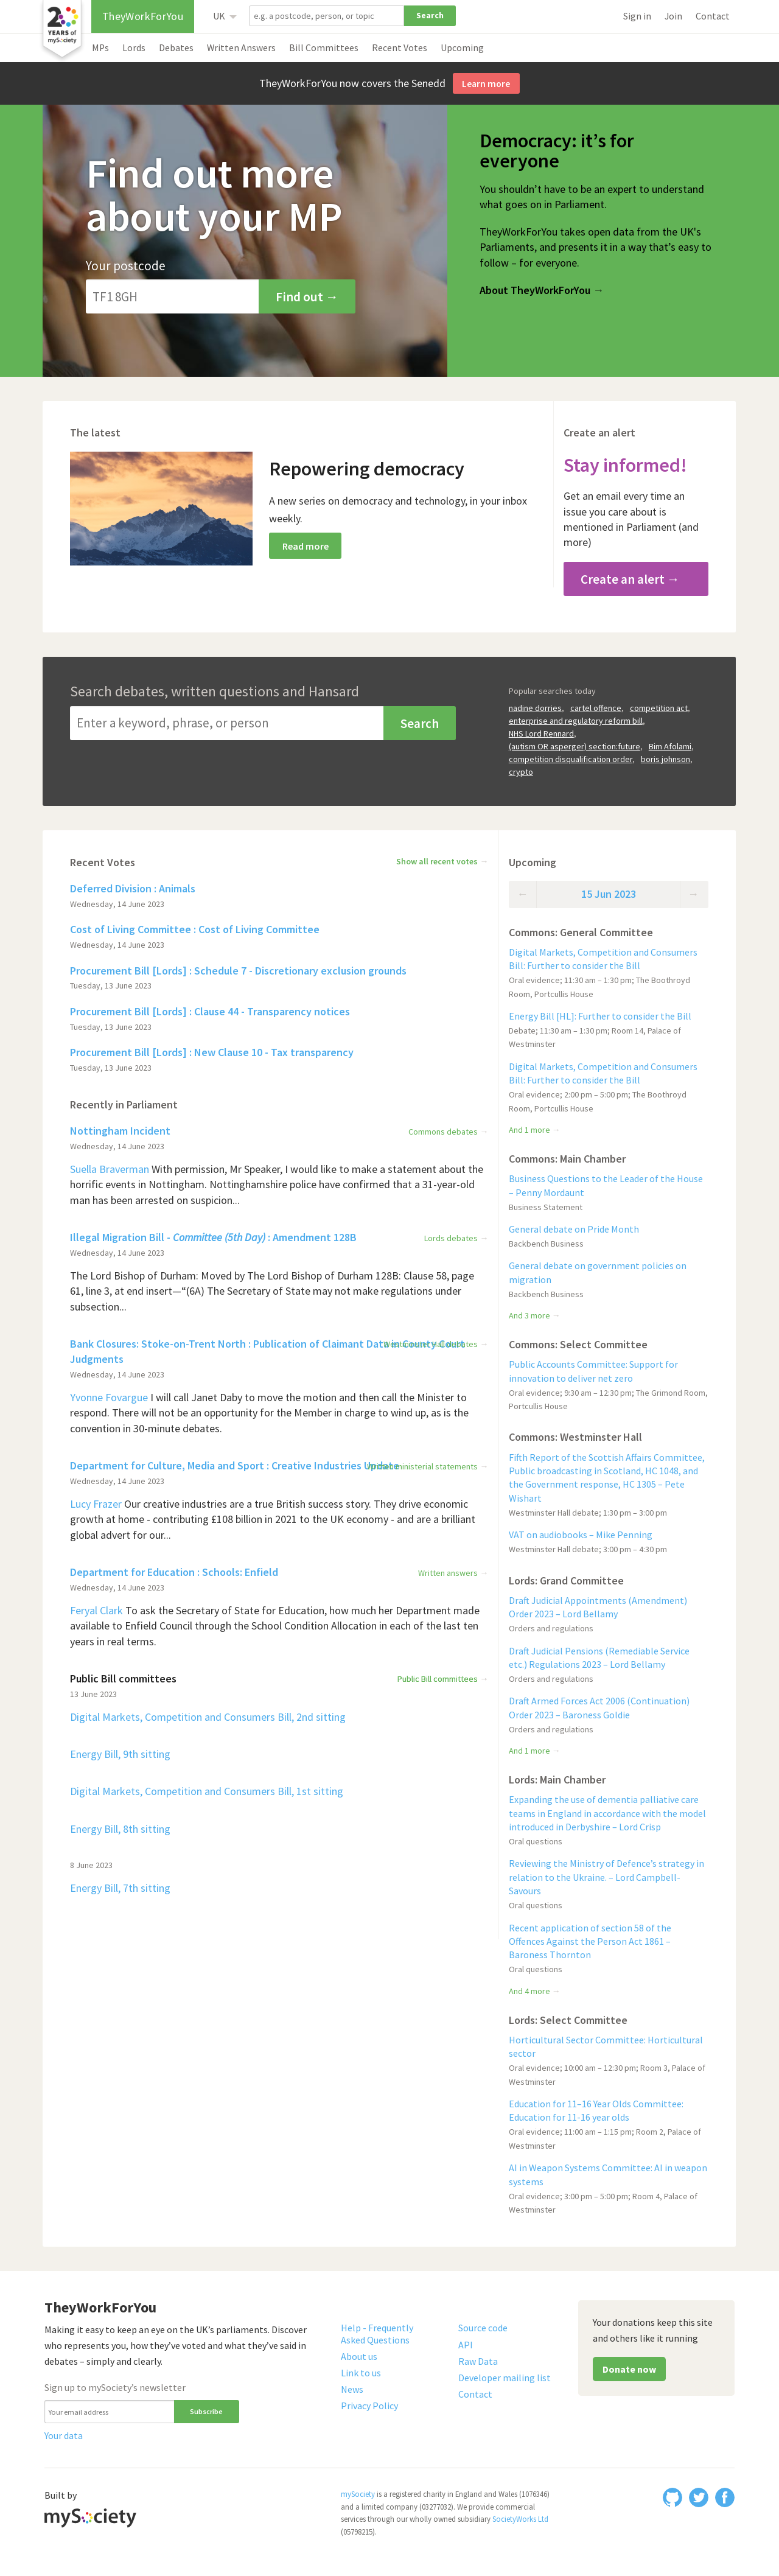 20
YEARS of
mySociety
TheyWorkForYou
UK
e.g. a postcode, person, or topic
Search
Sign in
Join
Contact
MPs
Lords
Debates
Written Answers
Bill Committees
Recent Votes
Upcoming
TheyWorkForYou now covers the Senedd
Learn more
Find out more
about your MP
Your postcode
TF1 8GH
Find out →
Democracy: it’s for
everyone
You shouldn’t have to be an expert to understand
what goes on in Parliament.
TheyWorkForYou takes open data from the UK's
Parliaments, and presents it in a way that’s easy to
follow – for everyone.
About TheyWorkForYou →
The latest
Repowering democracy
A new series on democracy and technology, in your inbox
weekly.
Read more
Create an alert
Stay informed!
Get an email every time an
issue you care about is
mentioned in Parliament (and
more)
Create an alert →
Search debates, written questions and Hansard
Enter a keyword, phrase, or person
Search
Popular searches today
nadine dorries, cartel offence, competition act,
enterprise and regulatory reform bill,
NHS Lord Rennard,
(autism OR asperger) section:future, Bim Afolami,
competition disqualification order, boris johnson,
crypto
Recent Votes
Show all recent votes →
Deferred Division : Animals
Wednesday, 14 June 2023
Cost of Living Committee : Cost of Living Committee
Wednesday, 14 June 2023
Procurement Bill [Lords] : Schedule 7 - Discretionary exclusion grounds
Tuesday, 13 June 2023
Procurement Bill [Lords] : Clause 44 - Transparency notices
Tuesday, 13 June 2023
Procurement Bill [Lords] : New Clause 10 - Tax transparency
Tuesday, 13 June 2023
Recently in Parliament
Nottingham Incident
Commons debates →
Wednesday, 14 June 2023
Suella Braverman With permission, Mr Speaker, I would like to make a statement about the
horrific events in Nottingham. Nottinghamshire police have confirmed that a 31-year-old
man has been arrested on suspicion...
Illegal Migration Bill - Committee (5th Day) : Amendment 128B
Lords debates →
Wednesday, 14 June 2023
The Lord Bishop of Durham: Moved by The Lord Bishop of Durham 128B: Clause 58, page
61, line 3, at end insert—“(6A) The Secretary of State may not make regulations under
subsection...
Bank Closures: Stoke-on-Trent North : Publication of Claimant Data in County Court
Judgments
→
Wednesday, 14 June 2023
Yvonne Fovargue I will call Janet Daby to move the motion and then call the Minister to
respond. There will not be an opportunity for the Member in charge to wind up, as is the
convention in 30-minute debates.
Department for Culture, Media and Sport : Creative Industries Update
ministerial statements →
Wednesday, 14 June 2023
Lucy Frazer Our creative industries are a true British success story. They drive economic
growth at home - contributing £108 billion in 2021 to the UK economy - and are a brilliant
global advert for our...
Department for Education : Schools: Enfield
Written answers →
Wednesday, 14 June 2023
Feryal Clark To ask the Secretary of State for Education, how much her Department made
available to Enfield Council through the School Condition Allocation in each of the last ten
years in real terms.
Public Bill committees
Public Bill committees →
13 June 2023
Digital Markets, Competition and Consumers Bill, 2nd sitting
Energy Bill, 9th sitting
Digital Markets, Competition and Consumers Bill, 1st sitting
Energy Bill, 8th sitting
8 June 2023
Energy Bill, 7th sitting
Upcoming
← 15 Jun 2023 →
Commons: General Committee
Digital Markets, Competition and Consumers
Bill: Further to consider the Bill
Oral evidence; 11:30 am – 1:30 pm; The Boothroyd
Room, Portcullis House
Energy Bill [HL]: Further to consider the Bill
Debate; 11:30 am – 1:30 pm; Room 14, Palace of
Westminster
Digital Markets, Competition and Consumers
Bill: Further to consider the Bill
Oral evidence; 2:00 pm – 5:00 pm; The Boothroyd
Room, Portcullis House
And 1 more →
Commons: Main Chamber
Business Questions to the Leader of the House
– Penny Mordaunt
Business Statement
General debate on Pride Month
Backbench Business
General debate on government policies on
migration
Backbench Business
And 3 more →
Commons: Select Committee
Public Accounts Committee: Support for
innovation to deliver net zero
Oral evidence; 9:30 am – 12:30 pm; The Grimond Room,
Portcullis House
Commons: Westminster Hall
Fifth Report of the Scottish Affairs Committee,
Public broadcasting in Scotland, HC 1048, and
the Government response, HC 1305 – Pete
Wishart
Westminster Hall debate; 1:30 pm – 3:00 pm
VAT on audiobooks – Mike Penning
Westminster Hall debate; 3:00 pm – 4:30 pm
Lords: Grand Committee
Draft Judicial Appointments (Amendment)
Order 2023 – Lord Bellamy
Orders and regulations
Draft Judicial Pensions (Remediable Service
etc.) Regulations 2023 – Lord Bellamy
Orders and regulations
Draft Armed Forces Act 2006 (Continuation)
Order 2023 – Baroness Goldie
Orders and regulations
And 1 more →
Lords: Main Chamber
Expanding the use of dementia palliative care
teams in England in accordance with the model
introduced in Derbyshire – Lord Crisp
Oral questions
Reviewing the Ministry of Defence’s strategy in
relation to the Ukraine. – Lord Campbell-
Savours
Oral questions
Recent application of section 58 of the
Offences Against the Person Act 1861 –
Baroness Thornton
Oral questions
And 4 more →
Lords: Select Committee
Horticultural Sector Committee: Horticultural
sector
Oral evidence; 10:00 am – 12:30 pm; Room 3, Palace of
Westminster
Education for 11–16 Year Olds Committee:
Education for 11-16 year olds
Oral evidence; 11:00 am – 1:15 pm; Room 2, Palace of
Westminster
AI in Weapon Systems Committee: AI in weapon
systems
Oral evidence; 3:00 pm – 5:00 pm; Room 4, Palace of
Westminster
TheyWorkForYou
Making it easy to keep an eye on the UK’s parliaments. Discover
who represents you, how they’ve voted and what they’ve said in
debates – simply and clearly.
Sign up to mySociety’s newsletter
Your email address
Subscribe
Your data
Help - Frequently
Asked Questions
About us
Link to us
News
Privacy Policy
Source code
API
Raw Data
Developer mailing list
Contact
Your donations keep this site
and others like it running
Donate now
Built by
mySociety
mySociety is a registered charity in England and Wales (1076346)
and a limited company (03277032). We provide commercial
services through our wholly owned subsidiary SocietyWorks Ltd
(05798215).